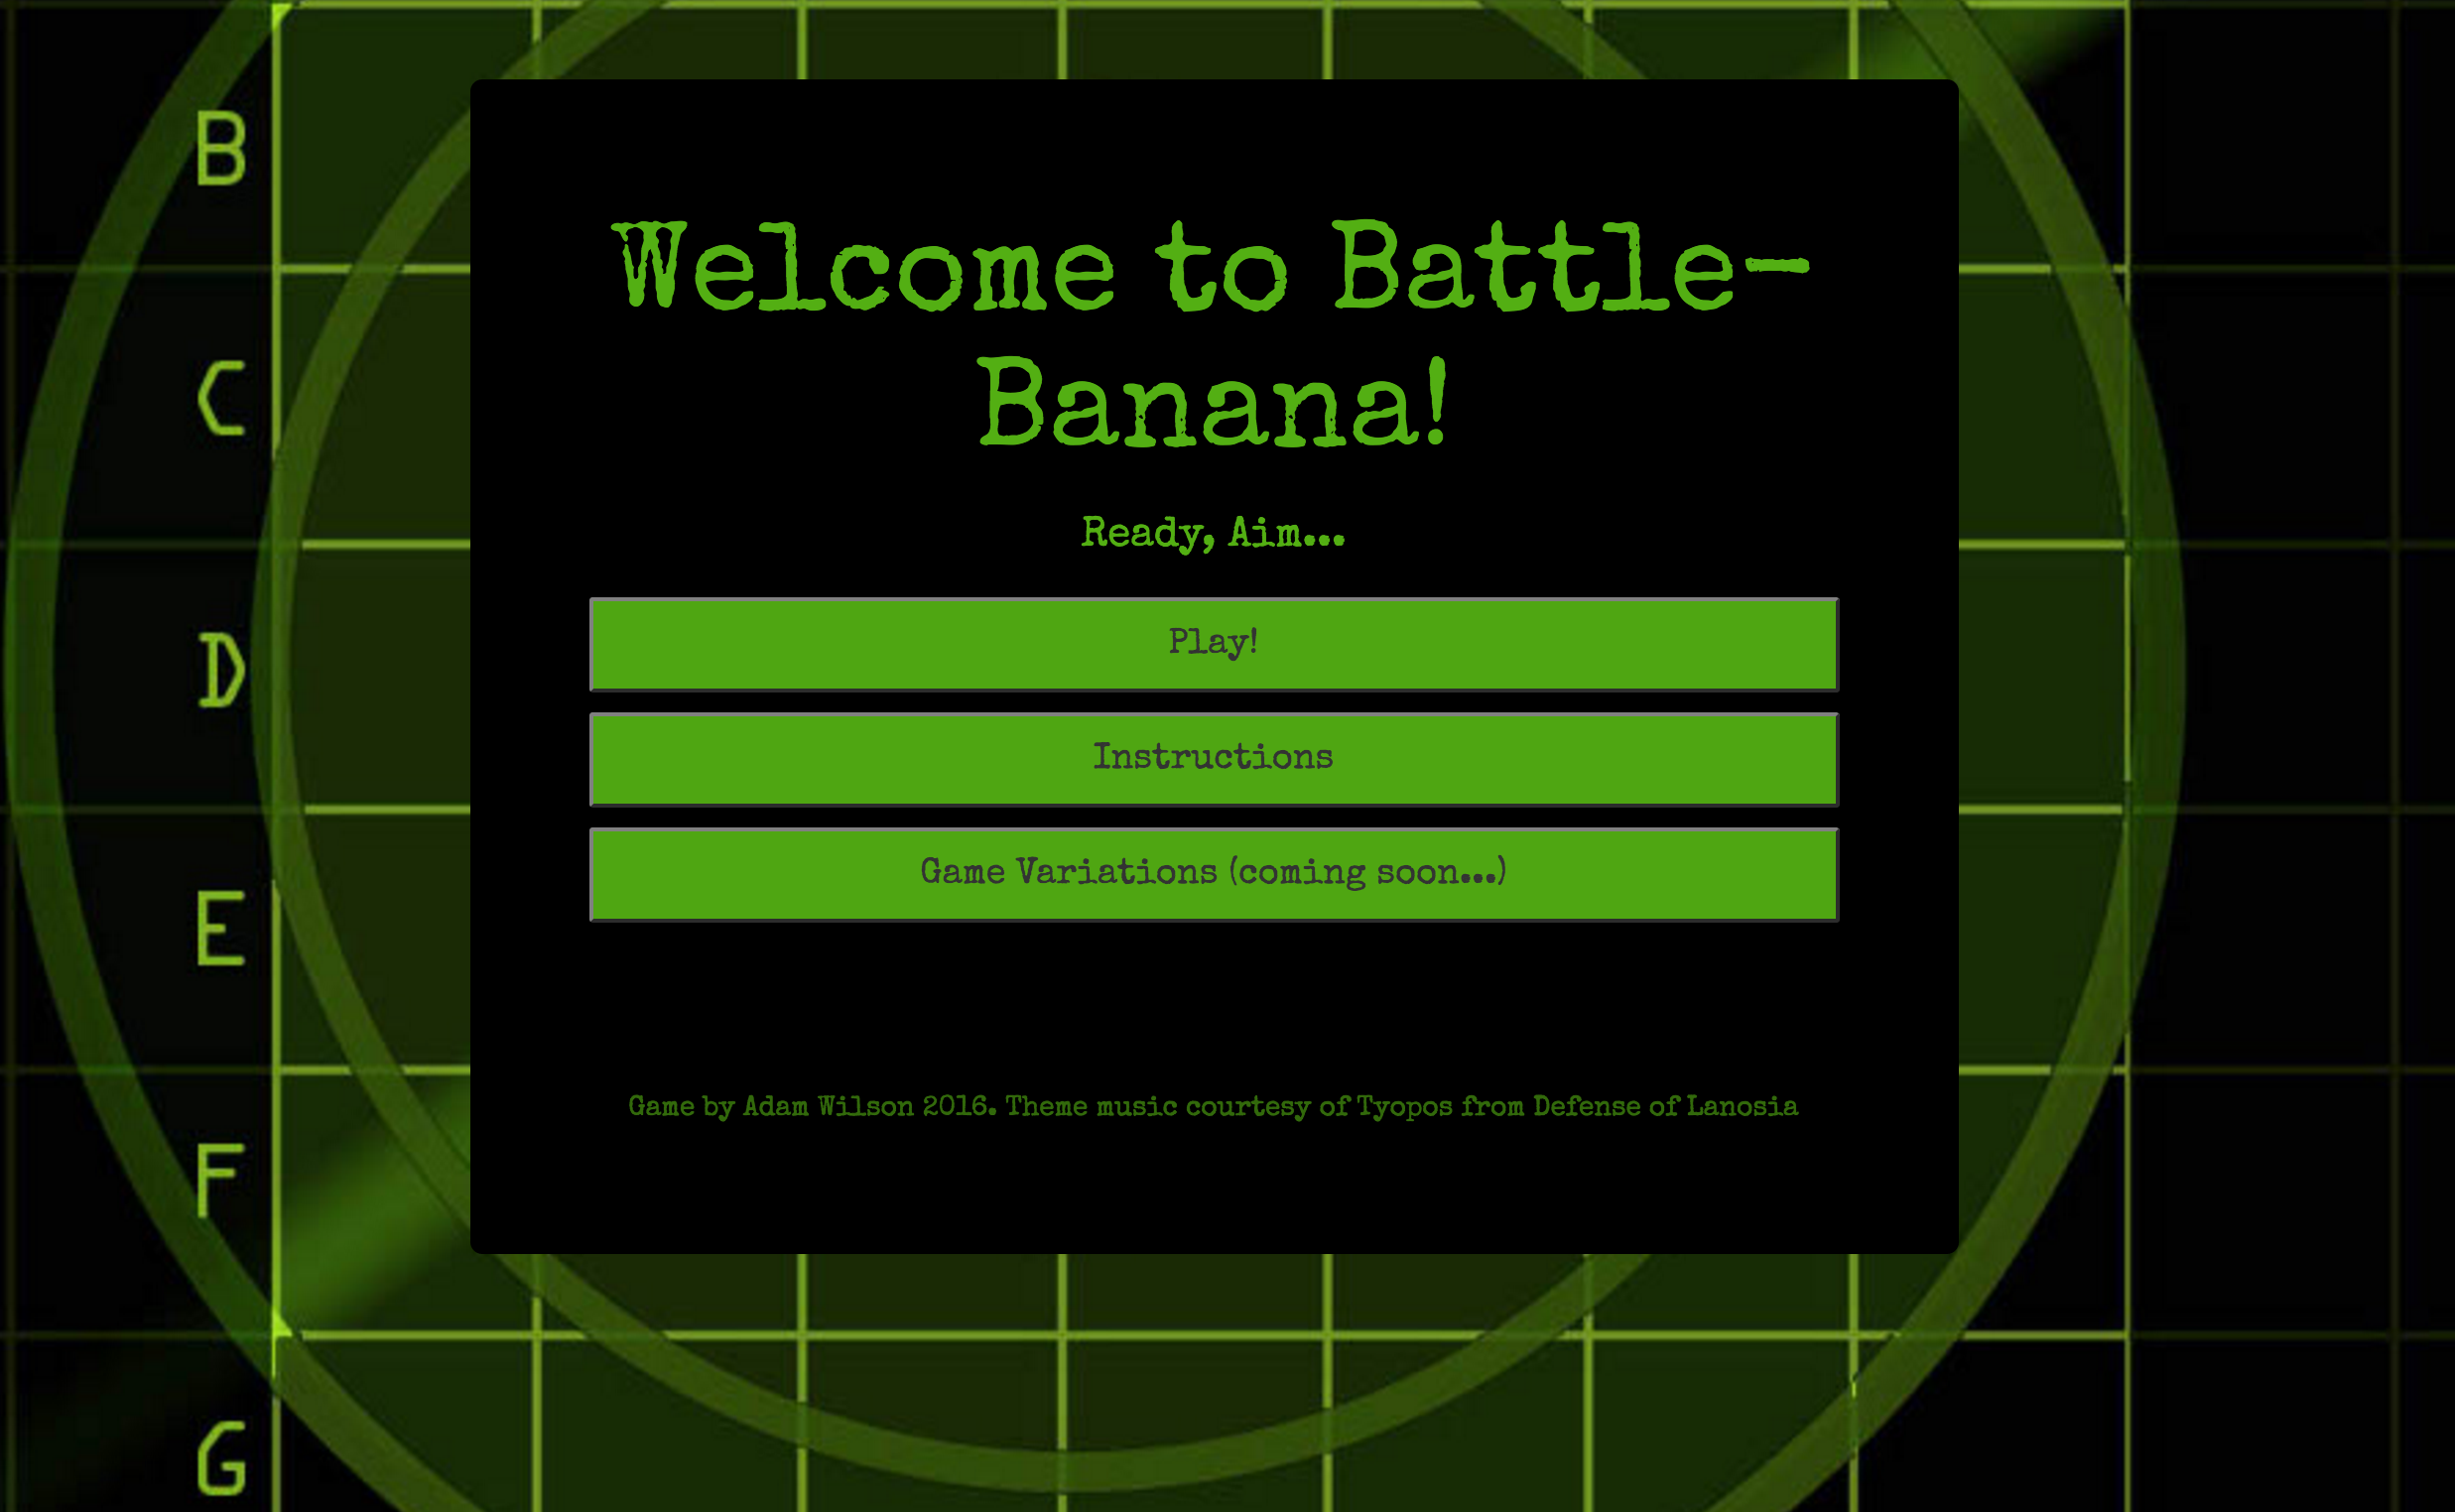 B
Welcome to Battle-
Banana!
C
Ready, Aim...
D
Play!
Instructions
E
Game Variations (coming soon...)
F
Game by Adam Wilson 2016. Theme music courtesy of Tyopos from Defense of Lanosia
G